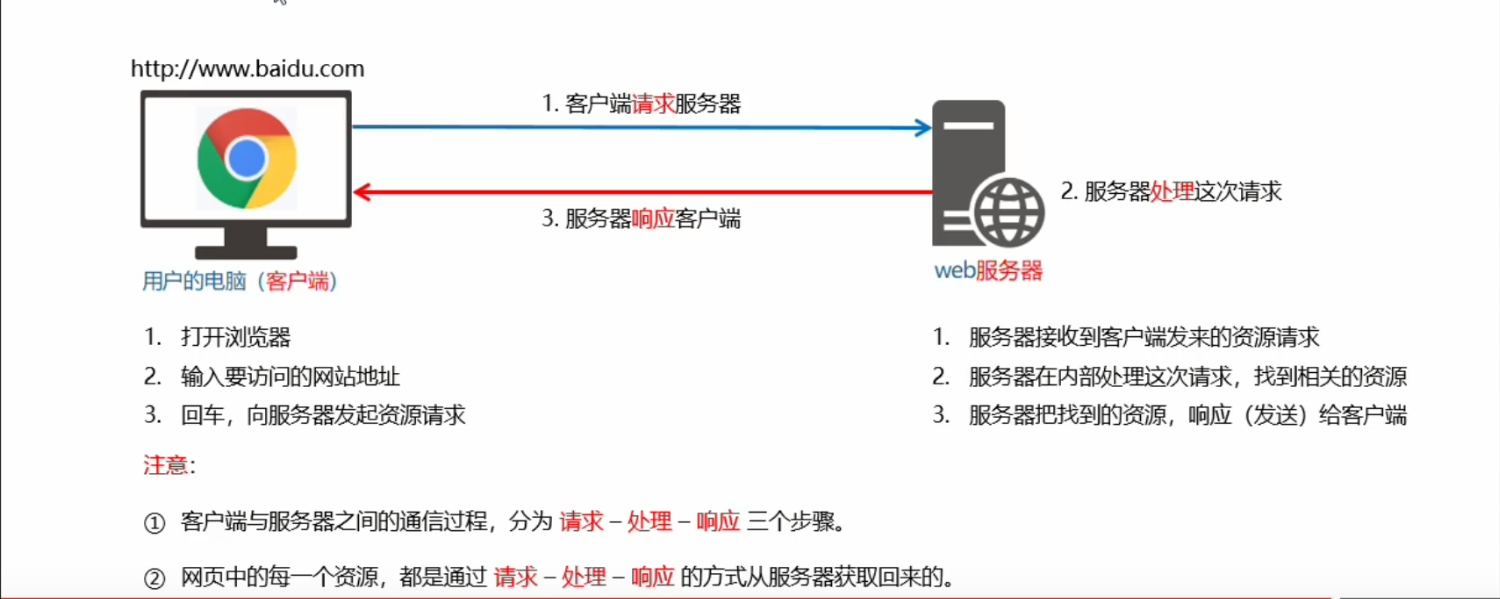 http://www.baidu.com
1. 客户端请求服务器
2. 服务器处理这次请求
3. 服务器响应客户端
用户的电脑（客户端）
web服务器
1. 打开浏览器
2. 输入要访问的网站地址
3. 回车，向服务器发起资源请求
1. 服务器接收到客户端发来的资源请求
2. 服务器在内部处理这次请求，找到相关的资源
3. 服务器把找到的资源，响应（发送）给客户端
注意：
① 客户端与服务器之间的通信过程，分为 请求 – 处理 – 响应 三个步骤。
② 网页中的每一个资源，都是通过 请求 – 处理 – 响应 的方式从服务器获取回来的。